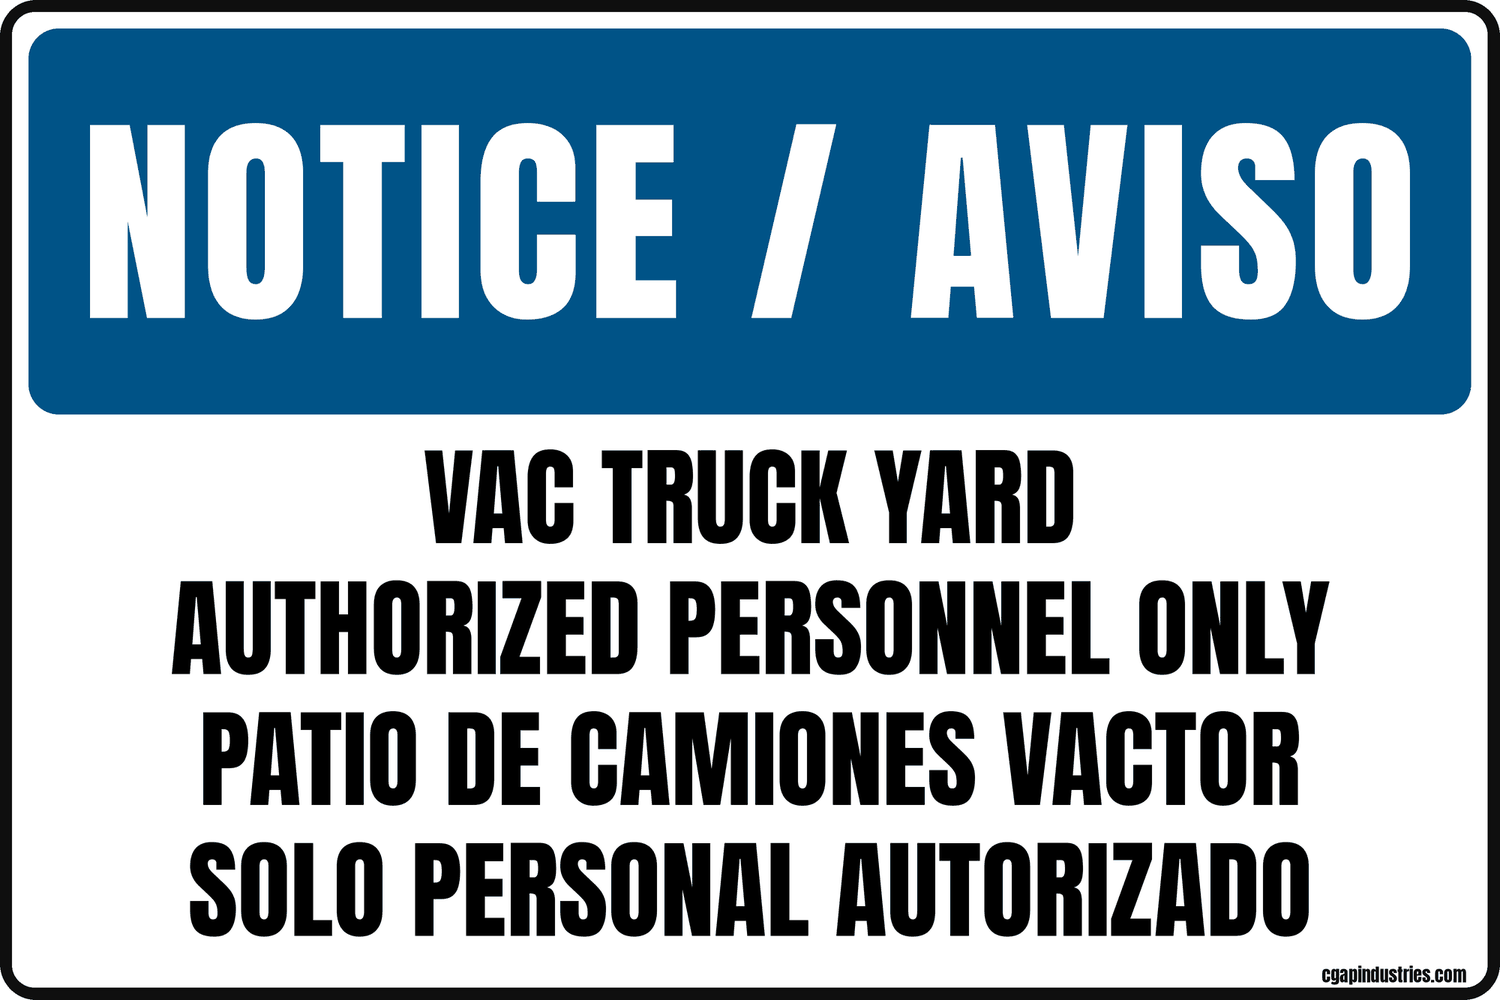 NOTICE / AVISO
VAC TRUCK YARD
AUTHORIZED PERSONNEL ONLY
PATIO DE CAMIONES VACTOR
SOLO PERSONAL AUTORIZADO
cgapindustries.com